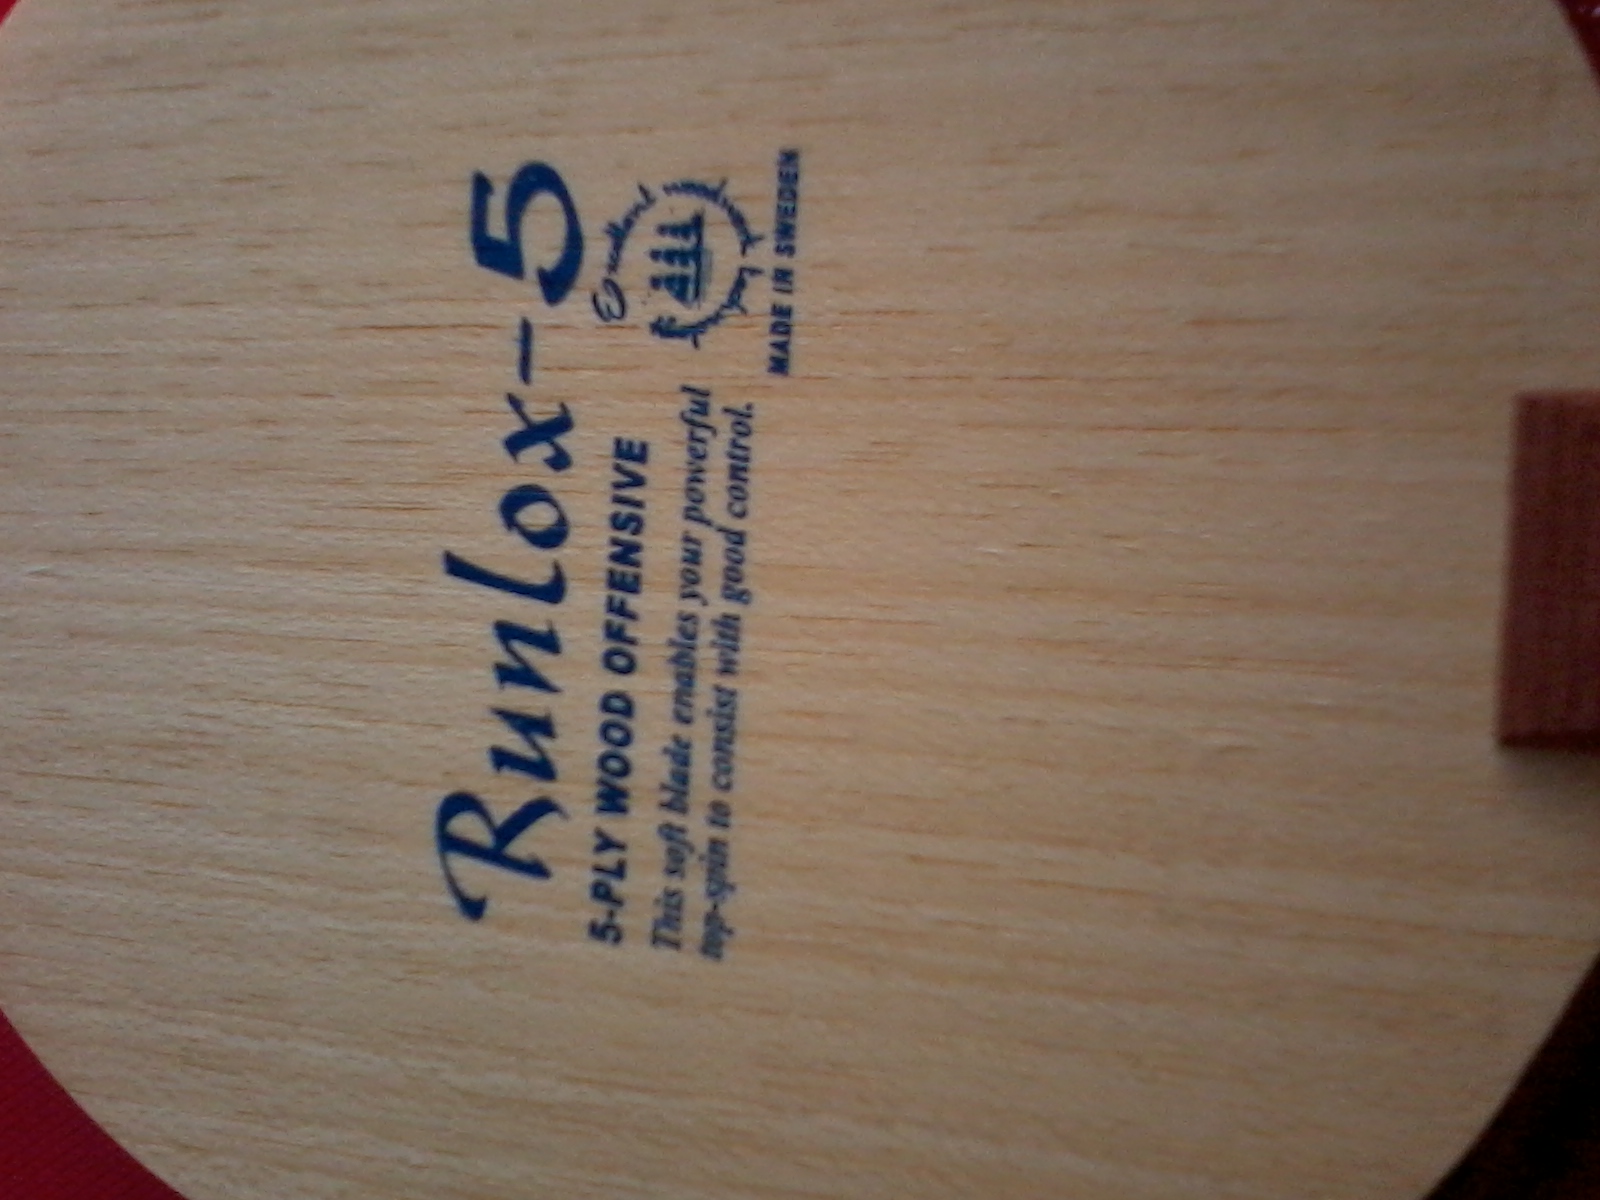 Runlox-5
5-PLY WOOD OFFENSIVE
This soft blade enables your powerful
top-spin to consist with good control.
Excellent
MADE IN SWEDEN